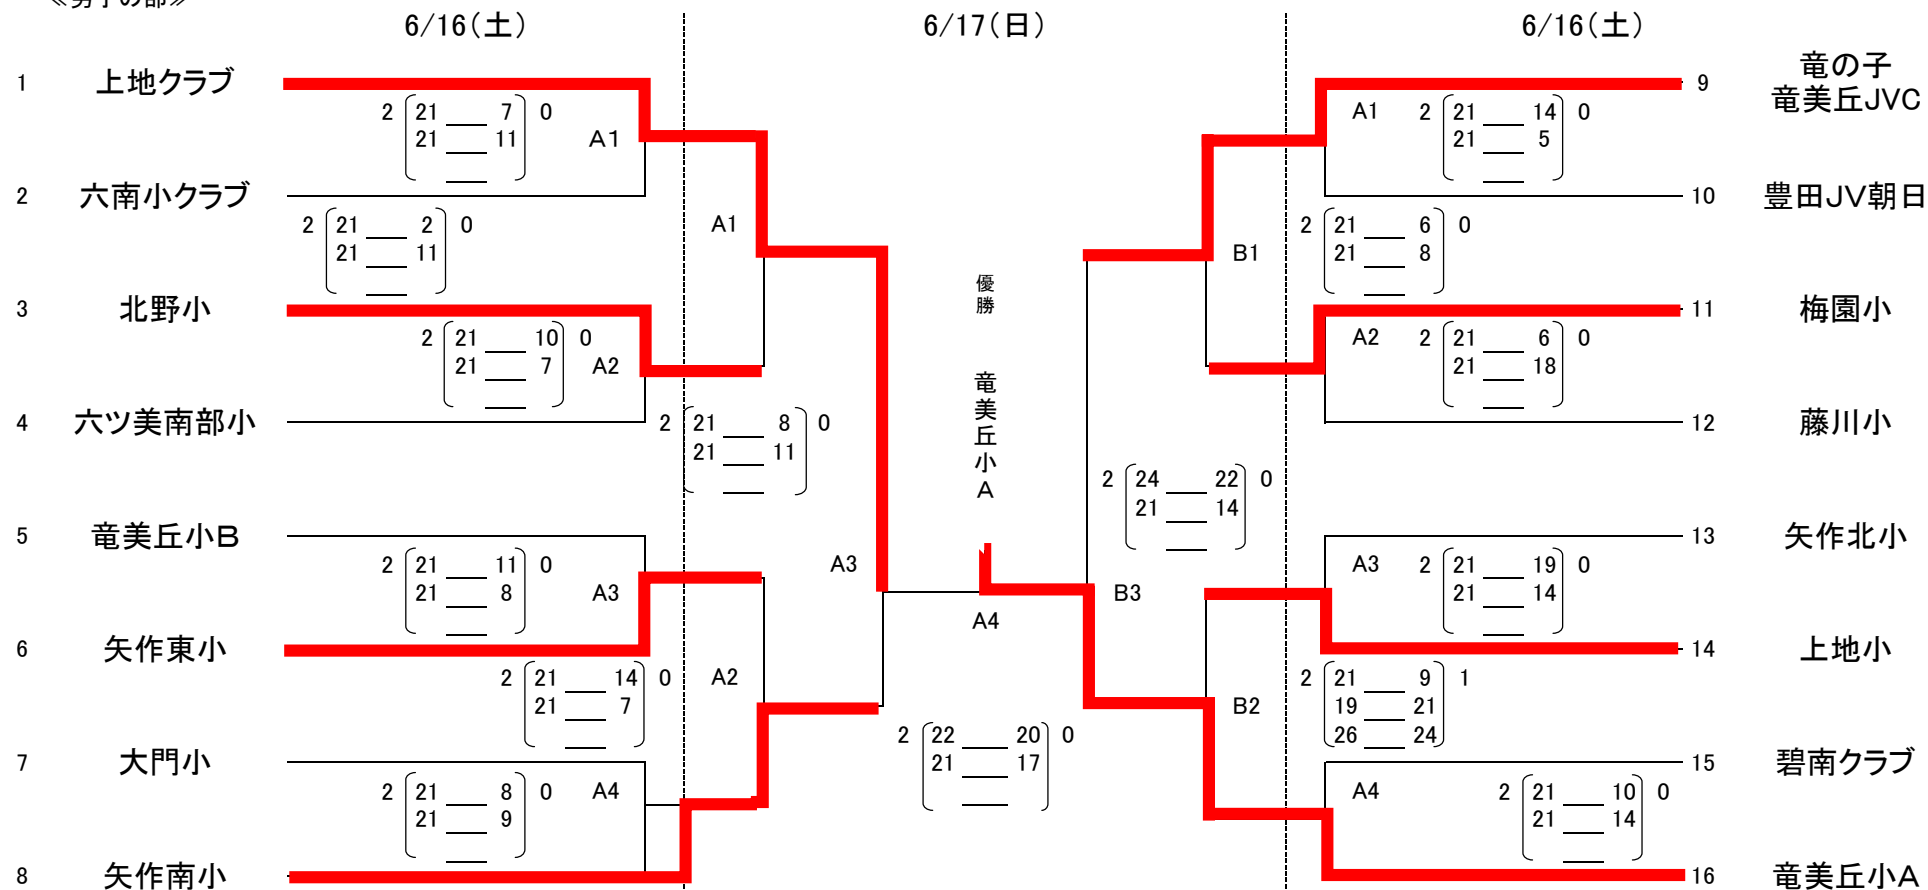 ≪男子の部≫
6/16(土) 6/17(日) 6/16(土)
1 上地クラブ
2 21 7 0
21 11
A1
2 六南小クラブ
2 21 2 0
21 11
A1
3 北野小
2 21 10 0
21 7
A2
4 六ツ美南部小
2 21 8 0
21 11
5 竜美丘小B
2 21 11 0
21 8
A3
A3
6 矢作東小
2 21 14 0
21 7
A2
7 大門小
2 21 8 0
21 9
A4
8 矢作南小
優勝 竜美丘小A
A4
2 22 20 0
21 17
9 竜の子
竜美丘JVC
A1 2 21 14 0
21 5
10 豊田JV朝日
B1
2 21 6 0
21 8
11 梅園小
A2 2 21 6 0
21 18
12 藤川小
2 24 22 0
21 14
B3
13 矢作北小
A3 2 21 19 0
21 14
14 上地小
B2
2 21 9 1
19 21
26 24
15 碧南クラブ
A4 2 21 10 0
21 14
16 竜美丘小A